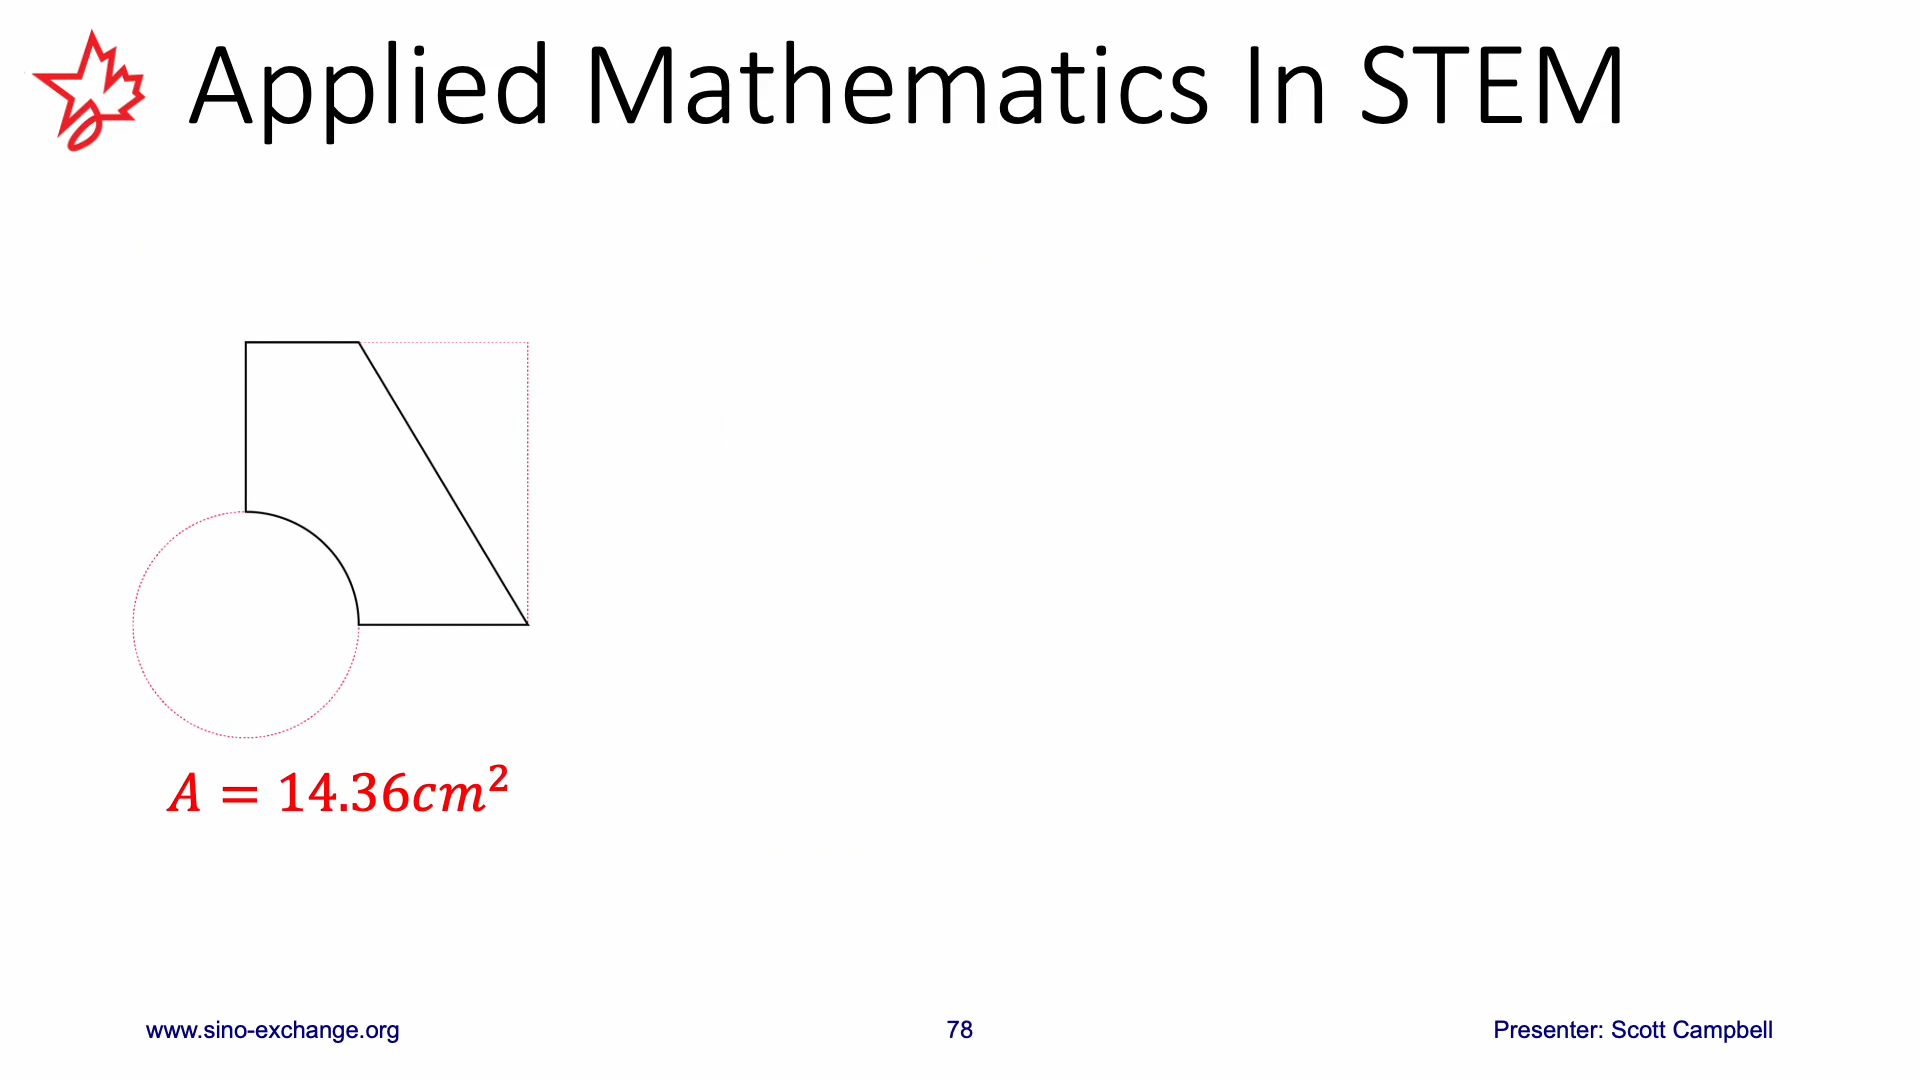 Applied Mathematics In STEM
A = 14.36cm²
www.sino-exchange.org
78
Presenter: Scott Campbell